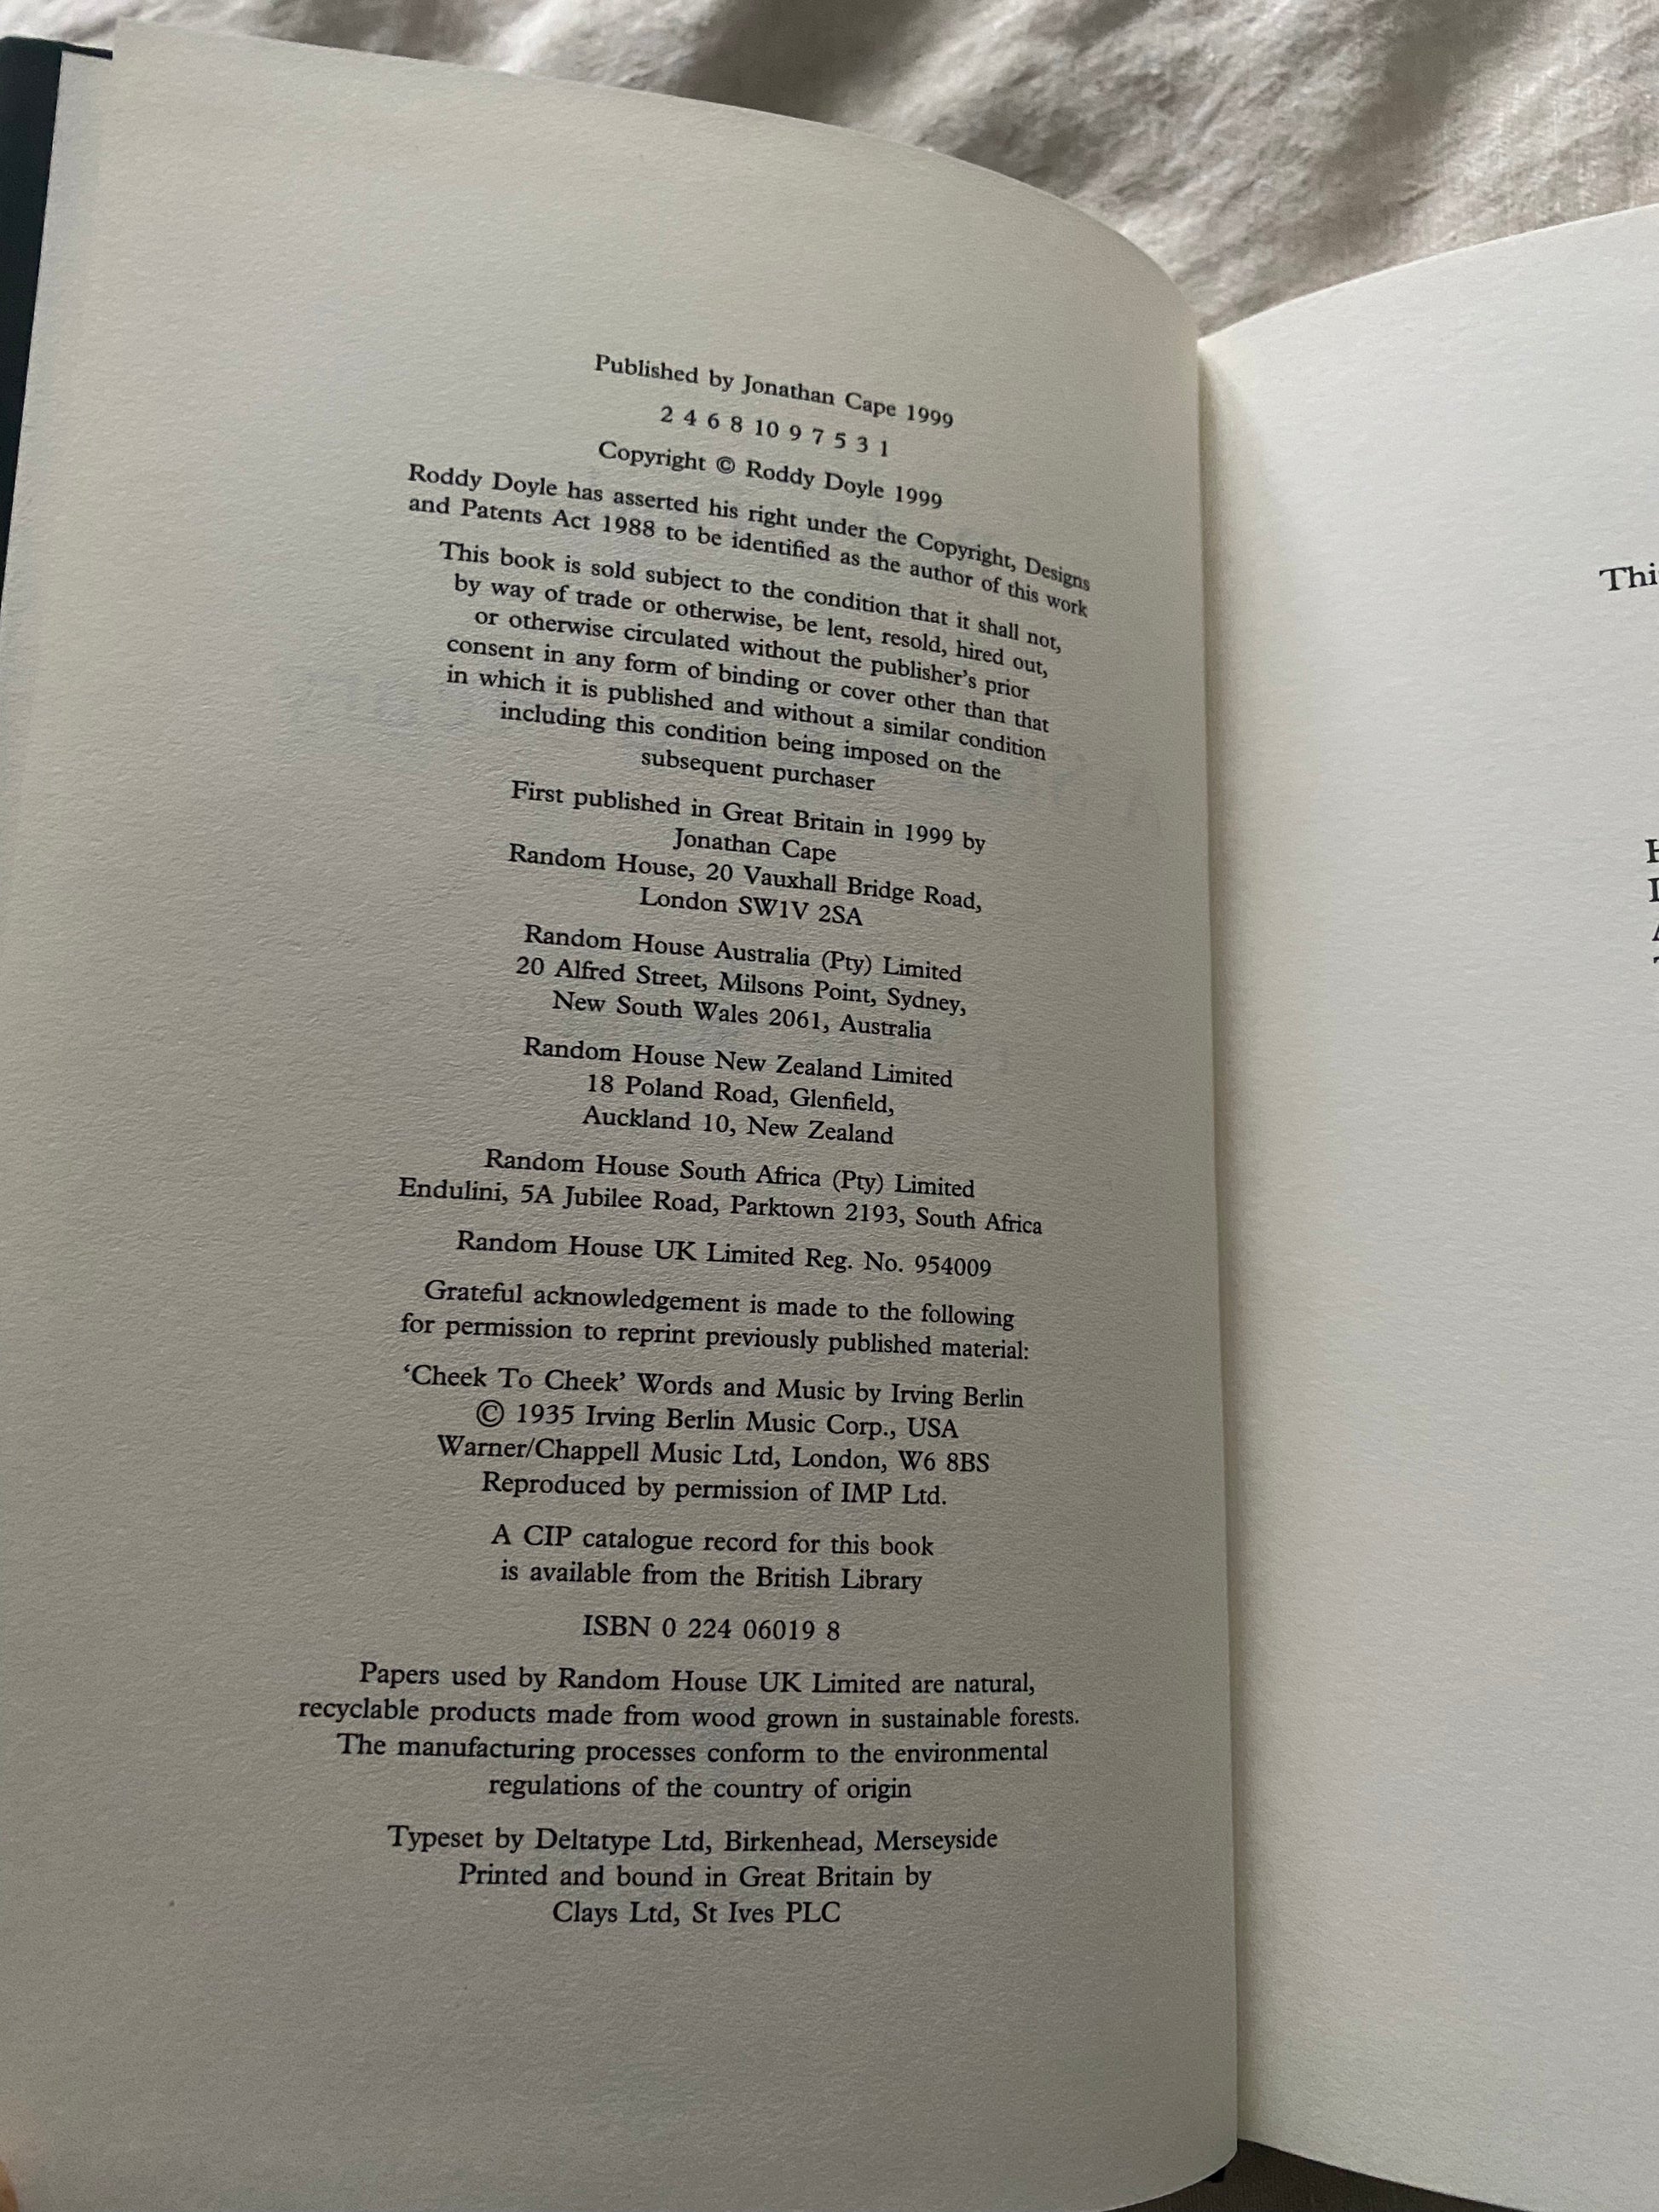 Published by Jonathan Cape 1999
2 4 6 8 10 9 7 5 3 1
Copyright © Roddy Doyle 1999
Roddy Doyle has asserted his right under the Copyright, Designs
and Patents Act 1988 to be identified as the author of this work
This book is sold subject to the condition that it shall not,
by way of trade or otherwise, be lent, resold, hired out,
or otherwise circulated without the publisher's prior
consent in any form of binding or cover other than that
in which it is published and without a similar condition
including this condition being imposed on the
subsequent purchaser
First published in Great Britain in 1999 by
Jonathan Cape
Random House, 20 Vauxhall Bridge Road,
London SW1V 2SA
Random House Australia (Pty) Limited
20 Alfred Street, Milsons Point, Sydney,
New South Wales 2061, Australia
Random House New Zealand Limited
18 Poland Road, Glenfield,
Auckland 10, New Zealand
Random House South Africa (Pty) Limited
Endulini, 5A Jubilee Road, Parktown 2193, South Africa
Random House UK Limited Reg. No. 954009
Grateful acknowledgement is made to the following
for permission to reprint previously published material:
‘Cheek To Cheek’ Words and Music by Irving Berlin
© 1935 Irving Berlin Music Corp., USA
Warner/Chappell Music Ltd, London, W6 8BS
Reproduced by permission of IMP Ltd.
A CIP catalogue record for this book
is available from the British Library
ISBN 0 224 06019 8
Papers used by Random House UK Limited are natural,
recyclable products made from wood grown in sustainable forests.
The manufacturing processes conform to the environmental
regulations of the country of origin
Typeset by Deltatype Ltd, Birkenhead, Merseyside
Printed and bound in Great Britain by
Clays Ltd, St Ives PLC